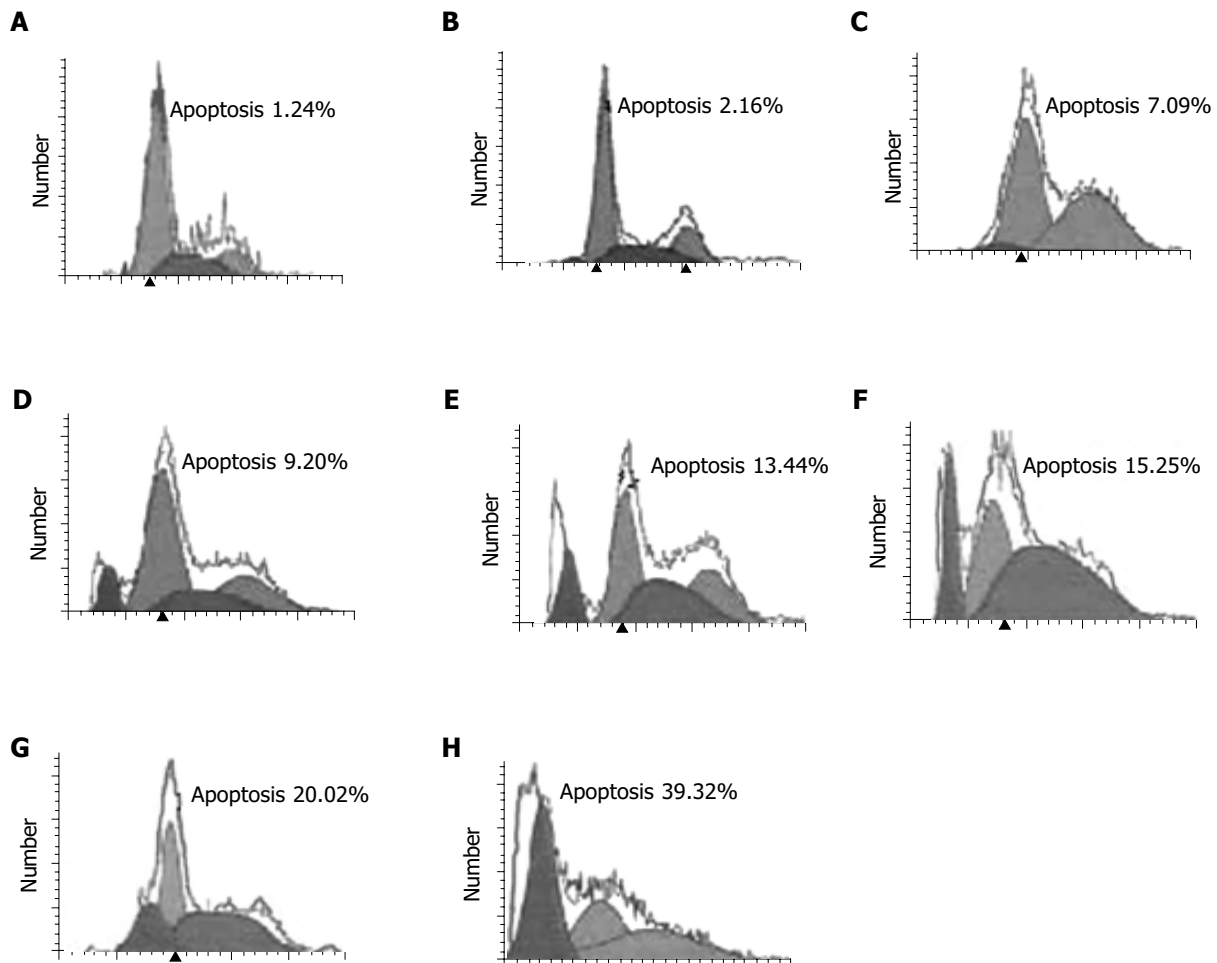 A
Apoptosis 1.24%
Number
B
Apoptosis 2.16%
Number
C
Apoptosis 7.09%
Number
D
Apoptosis 9.20%
Number
E
Apoptosis 13.44%
Number
F
Apoptosis 15.25%
Number
G
Apoptosis 20.02%
Number
H
Apoptosis 39.32%
Number